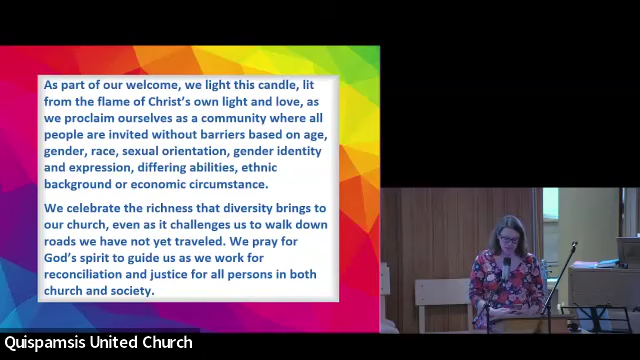 As part of our welcome, we light this candle, lit
from the flame of Christ's own light and love, as
we proclaim ourselves as a community where all
people are invited without barriers based on age,
gender, race, sexual orientation, gender identity
and expression, differing abilities, ethnic
background or economic circumstance.
We celebrate the richness that diversity brings to
our church, even as it challenges us to walk down
roads we have not yet traveled. We pray for
God's spirit to guide us as we work for
reconciliation and justice for all persons in both
church and society.
Quispamsis United Church